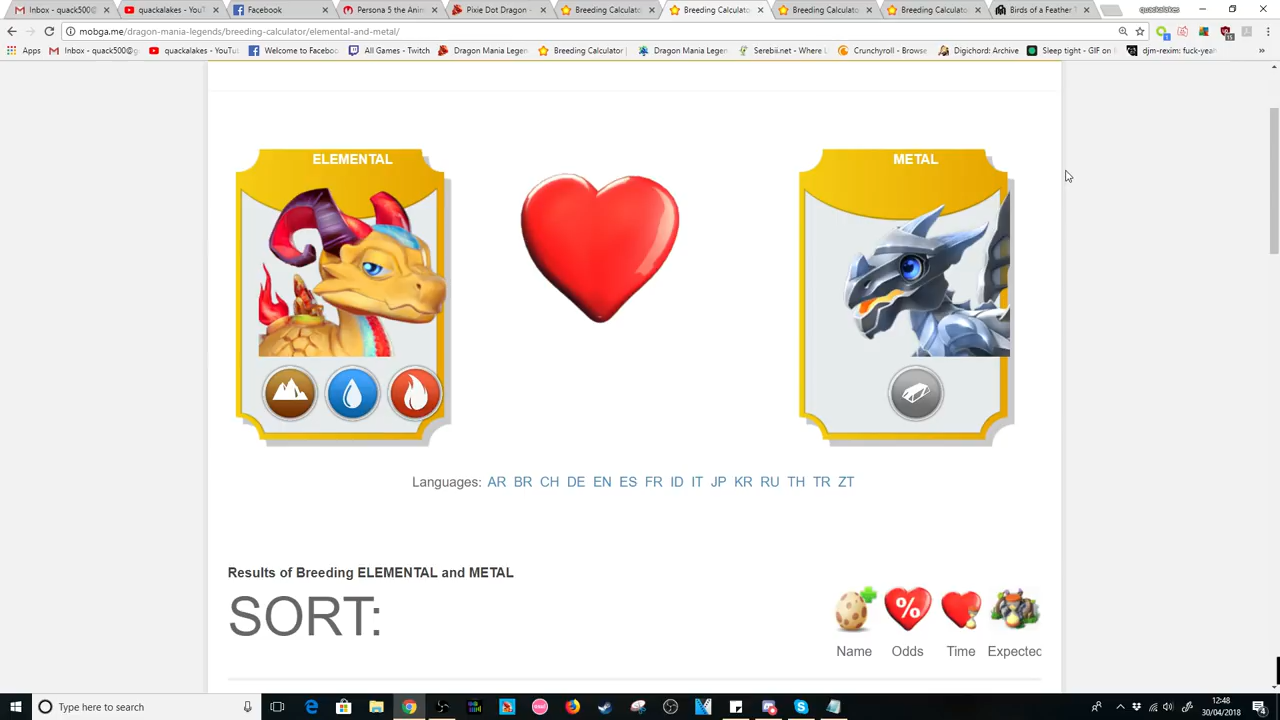 Inbox - quack500@
quackalakes - YouT
Facebook
Persona 5 the Anim
Pixie Dot Dragon -
Breeding Calculato
Breeding Calculato
Breeding Calculato
Breeding Calculato
Birds of a Feather T
quackalakes
mobga.me/dragon-mania-legends/breeding-calculator/elemental-and-metal/
Apps
Inbox - quack500@g
quackalakes - YouTu
Welcome to Faceboo
All Games - Twitch
Dragon Mania Legen
Breeding Calculator |
Dragon Mania Legen
Serebii.net - Where
Crunchyroll - Browse
Digichord: Archive
Sleep tight - GIF on I
djm-rexim: fuck-yeah
»
ELEMENTAL
METAL
Languages: AR BR CH DE EN ES FR ID IT JP KR RU TH TR ZT
Results of Breeding ELEMENTAL and METAL
SORT:
%
Name Odds Time Expected
Type here to search
12:48
30/04/2018